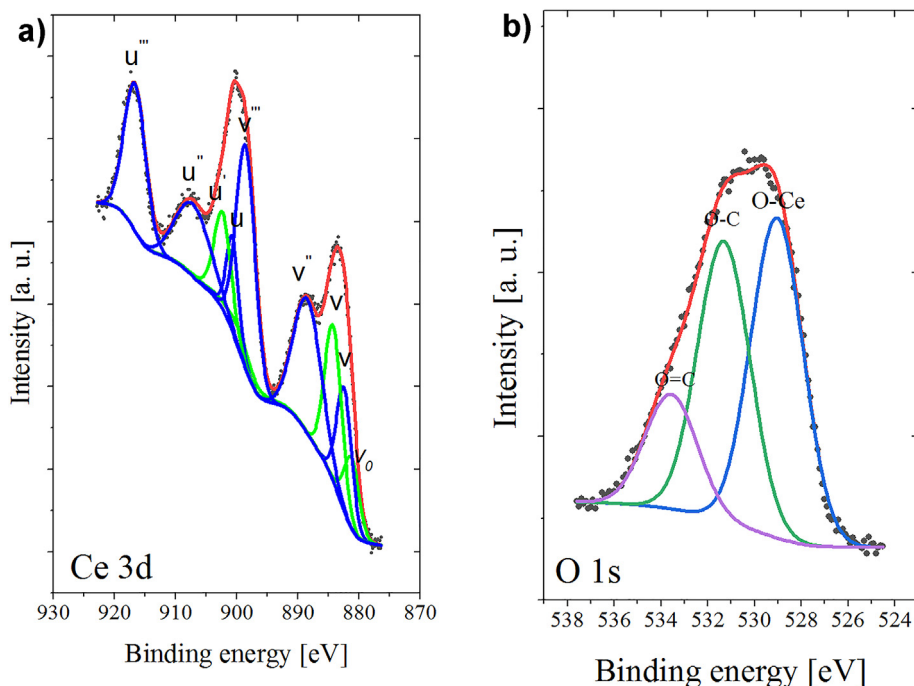 a)
u'''
u''
u'
u
v'''
v''
v
v
v₀
Intensity [a. u.]
Ce 3d
930 920 910 900 890 880 870
Binding energy [eV]
b)
O-C
O-Ce
O=C
Intensity [a. u.]
O 1s
538 536 534 532 530 528 526 524
Binding energy [eV]